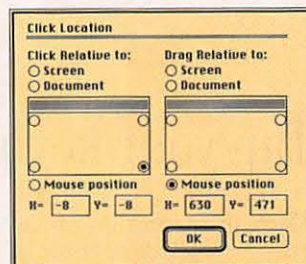 Click Location
Click Relative to:
Screen
Document
Mouse position
X= -8 Y= -8
Drag Relative to:
Screen
Document
Mouse position
X= 630 Y= 471
OK
Cancel